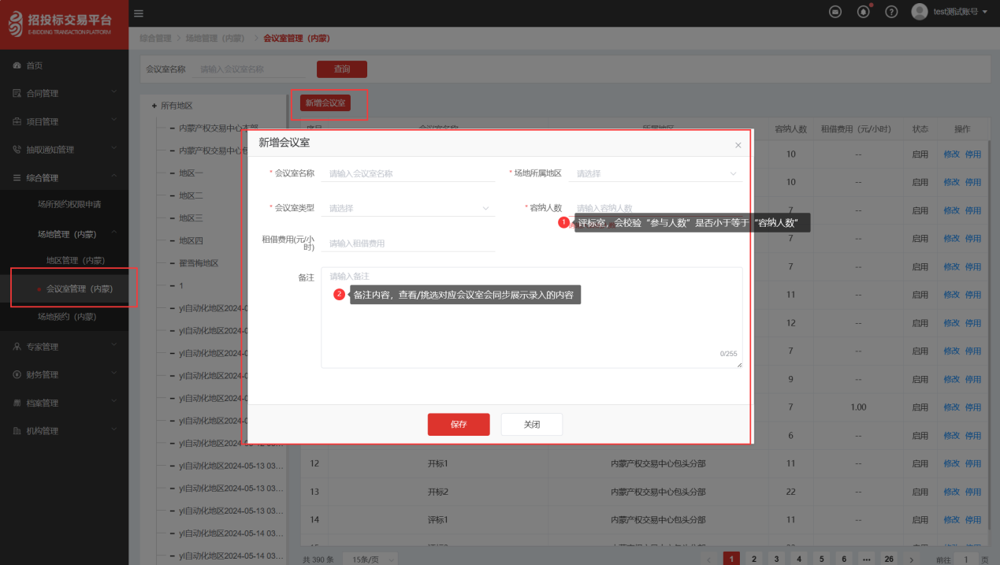 招投标交易平台
E-BIDDING TRANSACTION PLATFORM
test测试账号
综合管理 > 场地管理（内蒙） > 会议室管理（内蒙）
首页
合同管理
项目管理
抽取通知管理
综合管理
场所预约权限申请
场地管理（内蒙）
地区管理（内蒙）
会议室管理（内蒙）
场地预约（内蒙）
专家管理
财务管理
档案管理
机构管理
会议室名称 请输入会议室名称 查询
所有地区
内蒙产权交易中心本部
内蒙产权交易中心包
地区一
地区二
地区三
地区四
翟雪梅地区
1
yl自动化地区2024-0
yl自动化地区2024-0
yl自动化地区2024-0
yl自动化地区2024-0
yl自动化地区2024-0
yl自动化地区2024-0
yl自动化地区2024-05-12 03...
yl自动化地区2024-05-13 03...
yl自动化地区2024-05-13 03...
yl自动化地区2024-05-13 03...
yl自动化地区2024-05-14 03...
yl自动化地区2024-05-14 03...
新增会议室
序号 会议室名称 所属地区 容纳人数 租借费用（元/小时） 状态 操作
10 -- 启用 修改 停用
10 -- 启用 修改 停用
7 -- 启用 修改 停用
7 -- 启用 修改 停用
7 -- 启用 修改 停用
11 -- 启用 修改 停用
12 -- 启用 修改 停用
7 -- 启用 修改 停用
9 -- 启用 修改 停用
7 1.00 启用 修改 停用
6 -- 启用 修改 停用
12 开标1 内蒙产权交易中心包头分部 11 -- 启用 修改 停用
13 开标2 内蒙产权交易中心包头分部 22 -- 启用 修改 停用
14 评标1 内蒙产权交易中心包头分部 11 -- 启用 修改 停用
共 390 条 15条/页 < 1 2 3 4 5 6 ... 26 > 前往 1 页
新增会议室 ×
* 会议室名称 请输入会议室名称
* 场地所属地区 请选择
* 会议室类型 请选择
* 容纳人数 请输入容纳人数
1 评标室，会校验“参与人数”是否小于等于“容纳人数”
租借费用(元/小
时) 请输入租借费用
备注 请输入备注
2 备注内容，查看/挑选对应会议室会同步展示录入的内容
0/255
保存 关闭